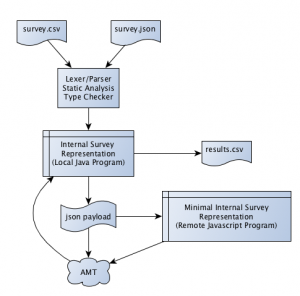 survey.csv
survey.json
Lexer/Parser
Static Analysis
Type Checker
Internal Survey
Representation
(Local Java Program)
results.csv
json payload
Minimal Internal Survey
Representation
(Remote Javascript Program)
AMT